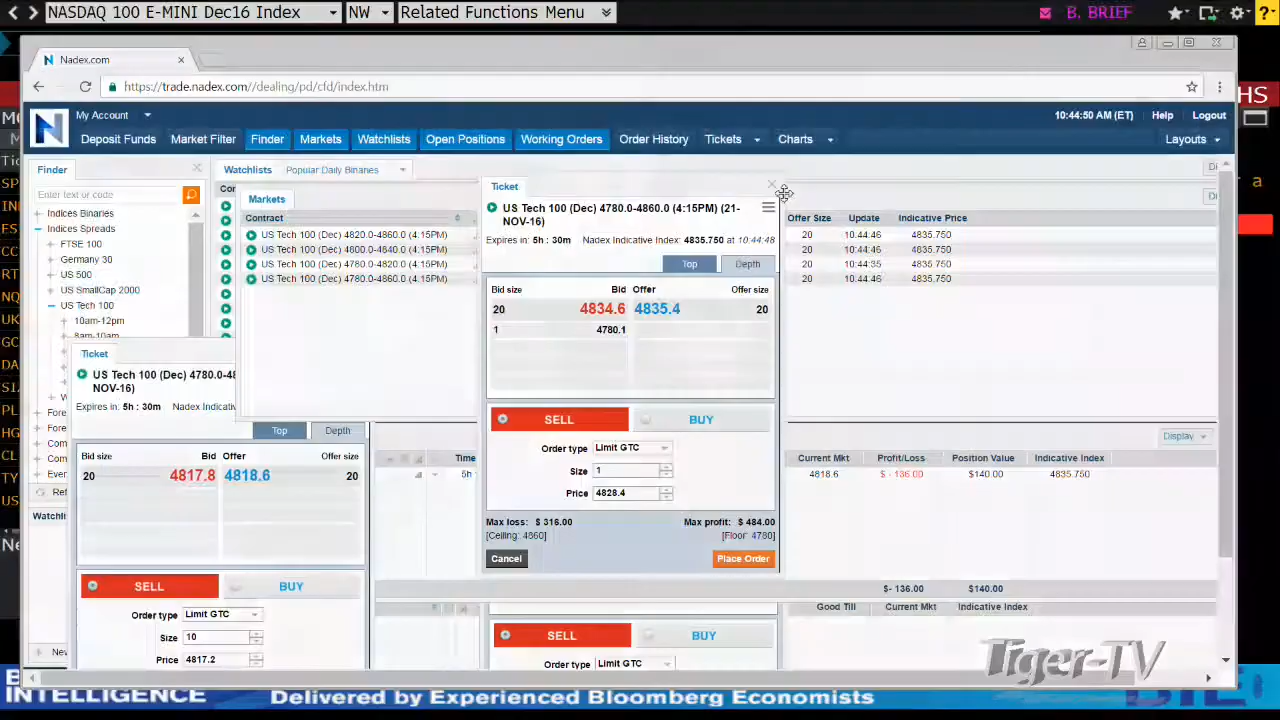 NASDAQ 100 E-MINI Dec16 Index
NW
Related Functions Menu
B. BRIEF
Nadex.com
https://trade.nadex.com//dealing/pd/cfd/index.htm
My Account
10:44:50 AM (ET)
Help
Logout
Deposit Funds
Market Filter
Finder
Markets
Watchlists
Open Positions
Working Orders
Order History
Tickets
Charts
Layouts
Finder
Enter text or code
Indices Binaries
Indices Spreads
FTSE 100
Germany 30
US 500
US SmallCap 2000
US Tech 100
10am-12pm
8am-10am
Watchlists
Popular Daily Binaries
Markets
Contract
US Tech 100 (Dec) 4820.0-4860.0 (4:15PM)
US Tech 100 (Dec) 4800.0-4840.0 (4:15PM)
US Tech 100 (Dec) 4780.0-4820.0 (4:15PM)
US Tech 100 (Dec) 4780.0-4860.0 (4:15PM)
Offer Size Update Indicative Price
20 10:44:46 4835.750
20 10:44:46 4835.750
20 10:44:35 4835.750
20 10:44:46 4835.750
Ticket
US Tech 100 (Dec) 4780.0-4860.0 (4:15PM) (21-
NOV-16)
Expires in: 5h : 30m Nadex Indicative Index: 4835.750 at 10:44:48
Top Depth
Bid size Bid Offer Offer size
20 4834.6 4835.4 20
1 4780.1
SELL BUY
Order type Limit GTC
Size 1
Price 4828.4
Max loss: $ 316.00 Max profit: $ 484.00
[Ceiling: 4860] [Floor: 4780]
Cancel Place Order
Ticket
US Tech 100 (Dec) 4780.0-4
NOV-16)
Expires in: 5h : 30m Nadex Indicativ
Top Depth
Bid size Bid Offer Offer size
20 4817.8 4818.6 20
SELL BUY
Order type Limit GTC
Size 10
Price 4817.2
Display
Time
5h
Current Mkt Profit/Loss Position Value Indicative Index
4818.6 $ - 136.00 $140.00 4835.750
$- 136.00 $140.00
Good Till Current Mkt Indicative Index
SELL BUY
Order type Limit GTC
Tiger-TV
INTELLIGENCE
Delivered by Experienced Bloomberg Economists